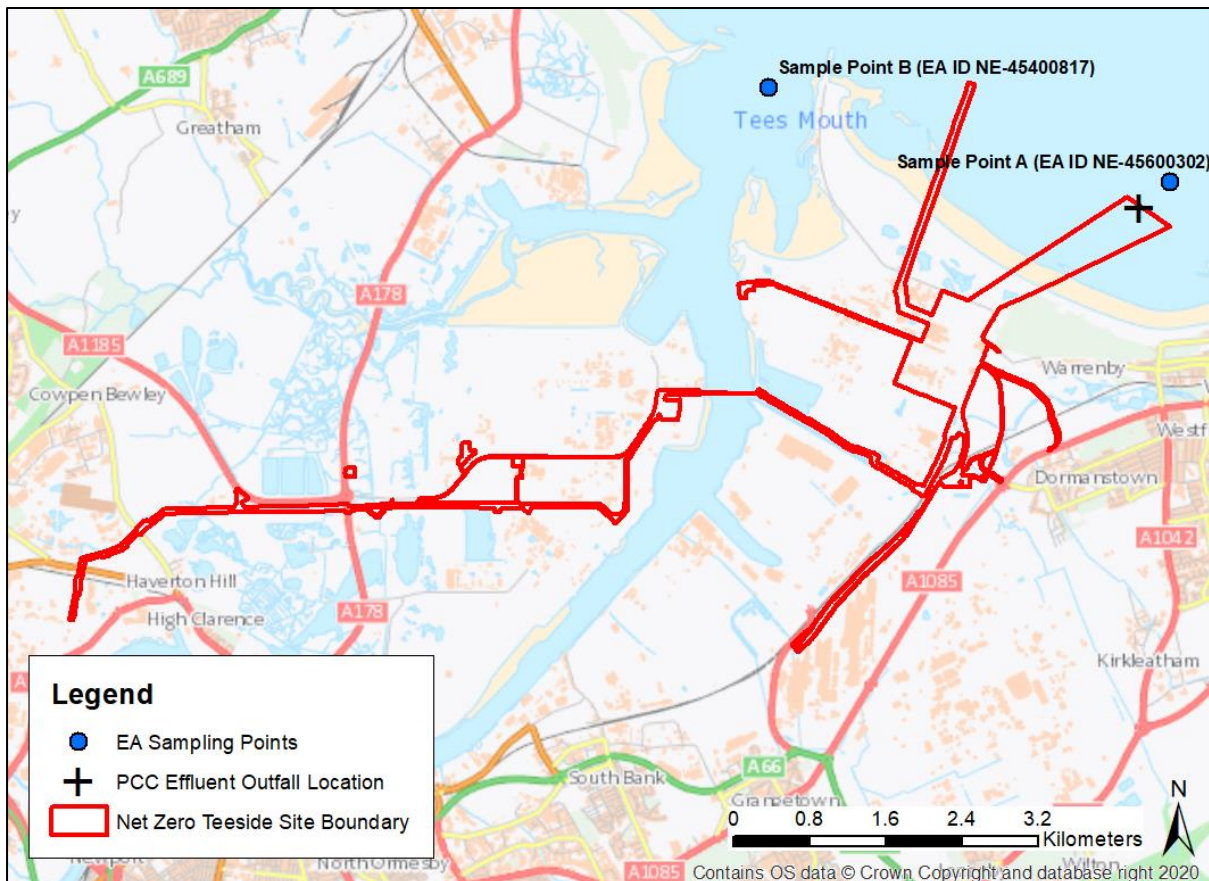 Sample Point B (EA ID NE-45400817)
A689
Greatham
Tees Mouth
Sample Point A (EA ID NE-45600302)
A178
A1185
Warrenby
Cowpen Bewley
Westf
Dormanstown
A1042
Haverton Hill
A1085
High Clarence
A178
Kirkleatham
Legend
EA Sampling Points
PCC Effluent Outfall Location
Net Zero Teeside Site Boundary
South Bank
A66
Grangetown
N
0 0.8 1.6 2.4 3.2
Kilometers
Newport
North Ormesby
A1085
Wilton
Contains OS data © Crown Copyright and database right 2020